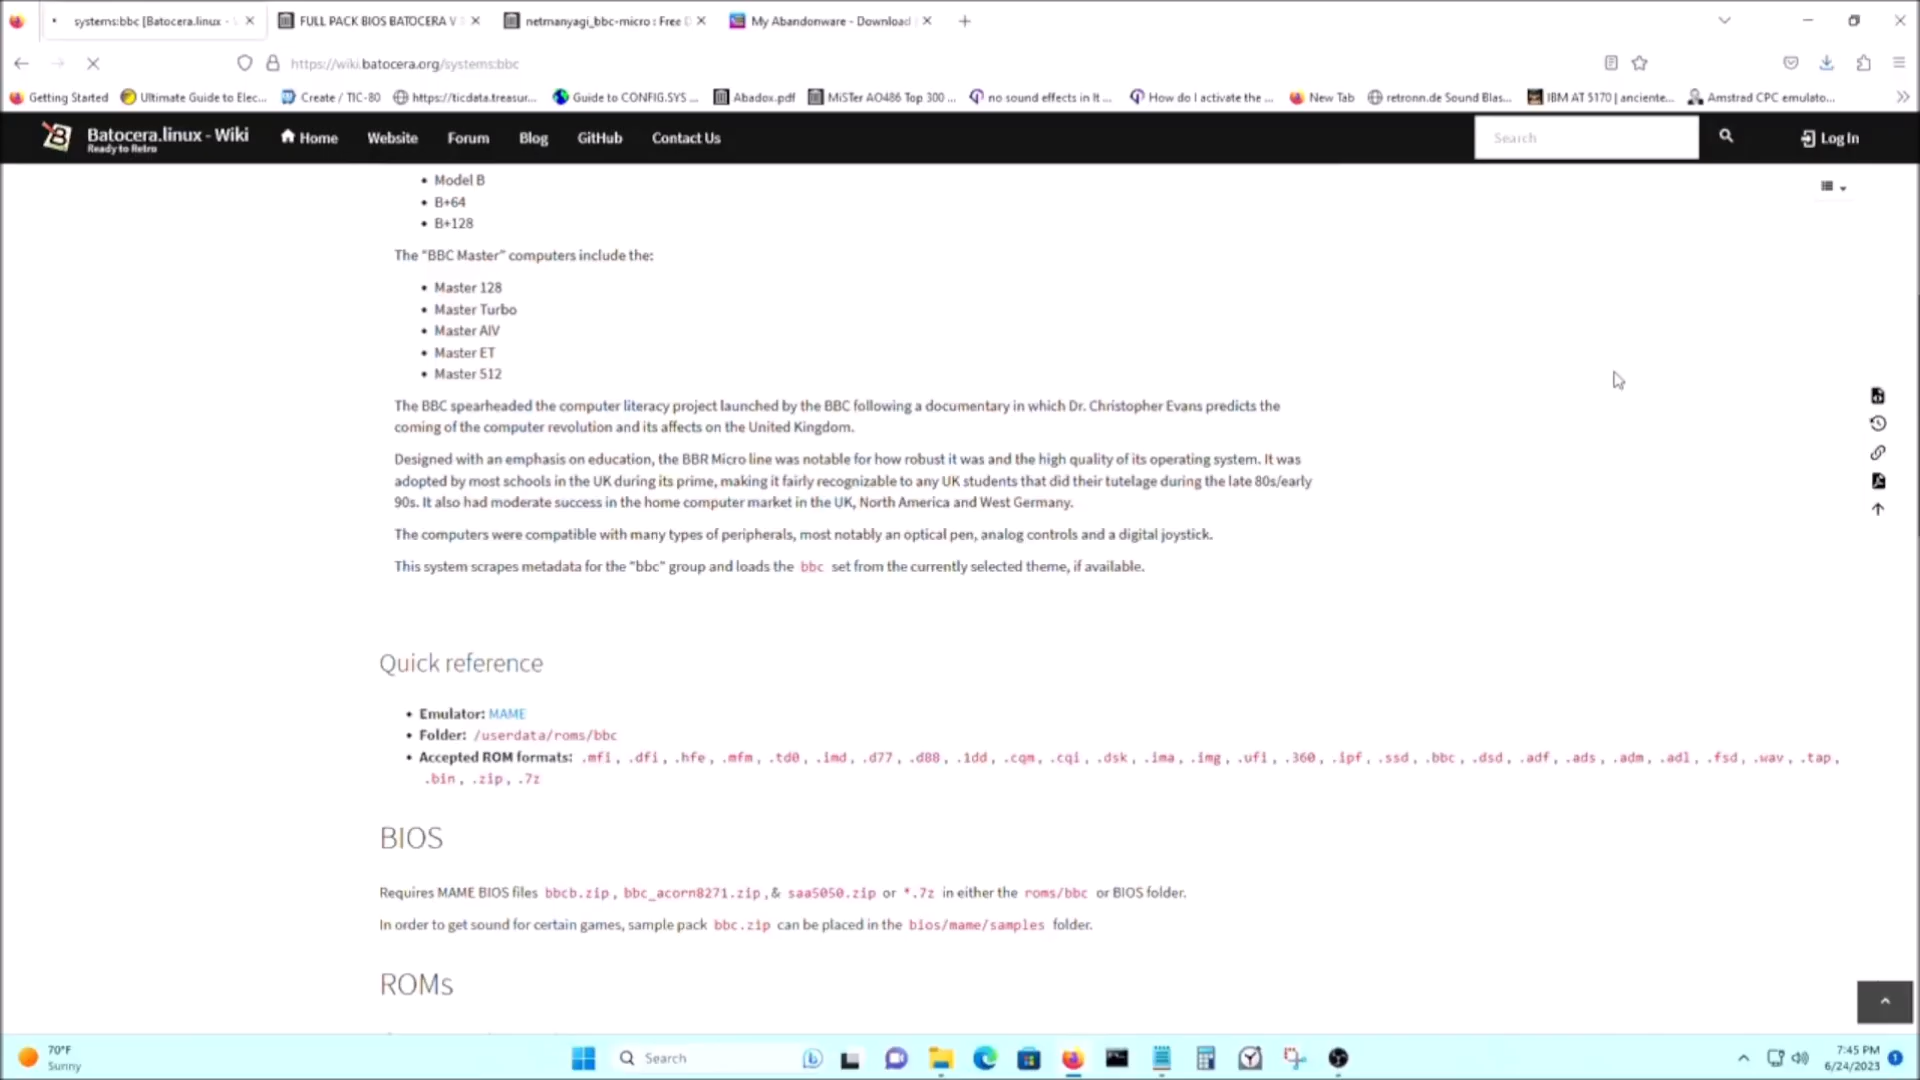 systems:bbc [Batocera.linux -
FULL PACK BIOS BATOCERA V
netmanyagi_bbc-micro : Free
My Abandonware - Download
https://wiki.batocera.org/systems:bbc
Getting Started
Ultimate Guide to Elec...
Create / TIC-80
https://ticdata.treasur...
Guide to CONFIG.SYS ...
Abadox.pdf
MiSTer AO486 Top 300 ...
no sound effects in lt ...
How do I activate the ...
New Tab
retronn.de Sound Blas...
IBM AT 5170 | anciente...
Amstrad CPC emulato...
Batocera.linux - Wiki
Ready to Retro
Home
Website
Forum
Blog
GitHub
Contact Us
Search
Log In
• Model B
• B+64
• B+128
The "BBC Master" computers include the:
• Master 128
• Master Turbo
• Master AIV
• Master ET
• Master 512
The BBC spearheaded the computer literacy project launched by the BBC following a documentary in which Dr. Christopher Evans predicts the
coming of the computer revolution and its affects on the United Kingdom.
Designed with an emphasis on education, the BBR Micro line was notable for how robust it was and the high quality of its operating system. It was
adopted by most schools in the UK during its prime, making it fairly recognizable to any UK students that did their tutelage during the late 80s/early
90s. It also had moderate success in the home computer market in the UK, North America and West Germany.
The computers were compatible with many types of peripherals, most notably an optical pen, analog controls and a digital joystick.
This system scrapes metadata for the "bbc" group and loads the bbc set from the currently selected theme, if available.
Quick reference
• Emulator: MAME
• Folder: /userdata/roms/bbc
• Accepted ROM formats: .mfi, .dfi, .hfe, .mfm, .td0, .imd, .d77, .d88, .1dd, .cqm, .cqi, .dsk, .ima, .img, .ufi, .360, .ipf, .ssd, .bbc, .dsd, .adf, .ads, .adm, .adl, .fsd, .wav, .tap,
.bin, .zip, .7z
BIOS
Requires MAME BIOS files bbcb.zip, bbc_acorn8271.zip,& saa5050.zip or *.7z in either the roms/bbc or BIOS folder.
In order to get sound for certain games, sample pack bbc.zip can be placed in the bios/mame/samples folder.
ROMs
70°F
Sunny
Search
7:45 PM
6/24/2023
1